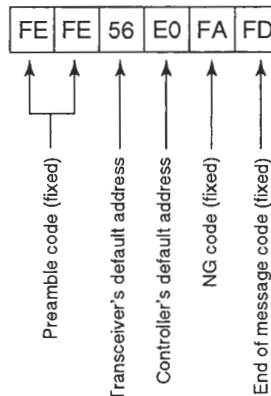 FE FE 56 E0 FA FD
Preamble code (fixed)
Transceiver's default address
Controller's default address
NG code (fixed)
End of message code (fixed)